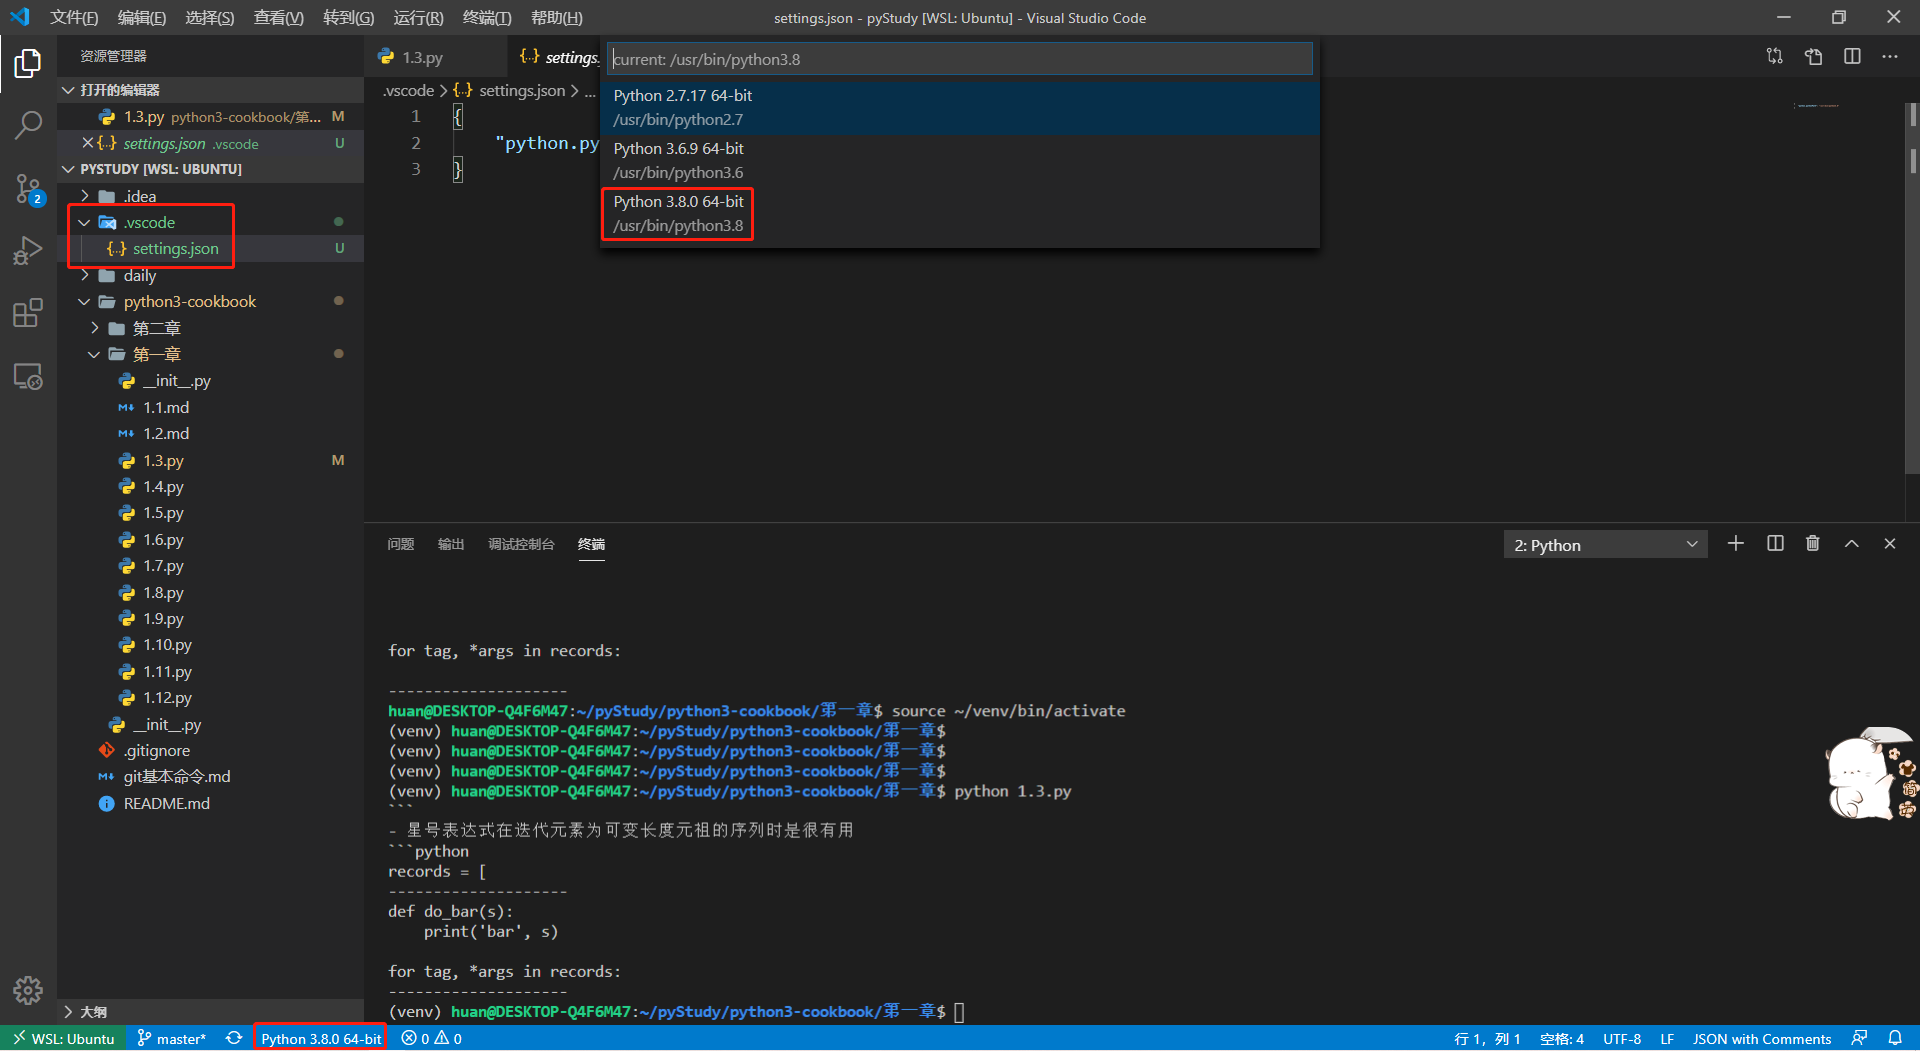 文件(F) 编辑(E) 选择(S) 查看(V) 转到(G) 运行(R) 终端(T) 帮助(H)
settings.json - pyStudy [WSL: Ubuntu] - Visual Studio Code
资源管理器
打开的编辑器
1.3.py python3-cookbook/第... M
settings.json .vscode U
PYSTUDY [WSL: UBUNTU]
.idea
.vscode
{..} settings.json U
daily
python3-cookbook
第二章
第一章
__init__.py
1.1.md
1.2.md
1.3.py M
1.4.py
1.5.py
1.6.py
1.7.py
1.8.py
1.9.py
1.10.py
1.11.py
1.12.py
__init__.py
.gitignore
git基本命令.md
README.md
大纲
2
1.3.py
settings.
.vscode > {..} settings.json > ...
1 {
2 "python.py
3 }
current: /usr/bin/python3.8
Python 2.7.17 64-bit
/usr/bin/python2.7
Python 3.6.9 64-bit
/usr/bin/python3.6
Python 3.8.0 64-bit
/usr/bin/python3.8
问题 输出 调试控制台 终端
2: Python
for tag, *args in records:
--------------------
huan@DESKTOP-Q4F6M47:~/pyStudy/python3-cookbook/第一章$ source ~/venv/bin/activate
(venv) huan@DESKTOP-Q4F6M47:~/pyStudy/python3-cookbook/第一章$
(venv) huan@DESKTOP-Q4F6M47:~/pyStudy/python3-cookbook/第一章$
(venv) huan@DESKTOP-Q4F6M47:~/pyStudy/python3-cookbook/第一章$
(venv) huan@DESKTOP-Q4F6M47:~/pyStudy/python3-cookbook/第一章$ python 1.3.py
```
- 星号表达式在迭代元素为可变长度元祖的序列时是很有用
```python
records = [
--------------------
def do_bar(s):
print('bar', s)
for tag, *args in records:
--------------------
(venv) huan@DESKTOP-Q4F6M47:~/pyStudy/python3-cookbook/第一章$
简
WSL: Ubuntu master* Python 3.8.0 64-bit 0 0
行 1，列 1 空格: 4 UTF-8 LF JSON with Comments